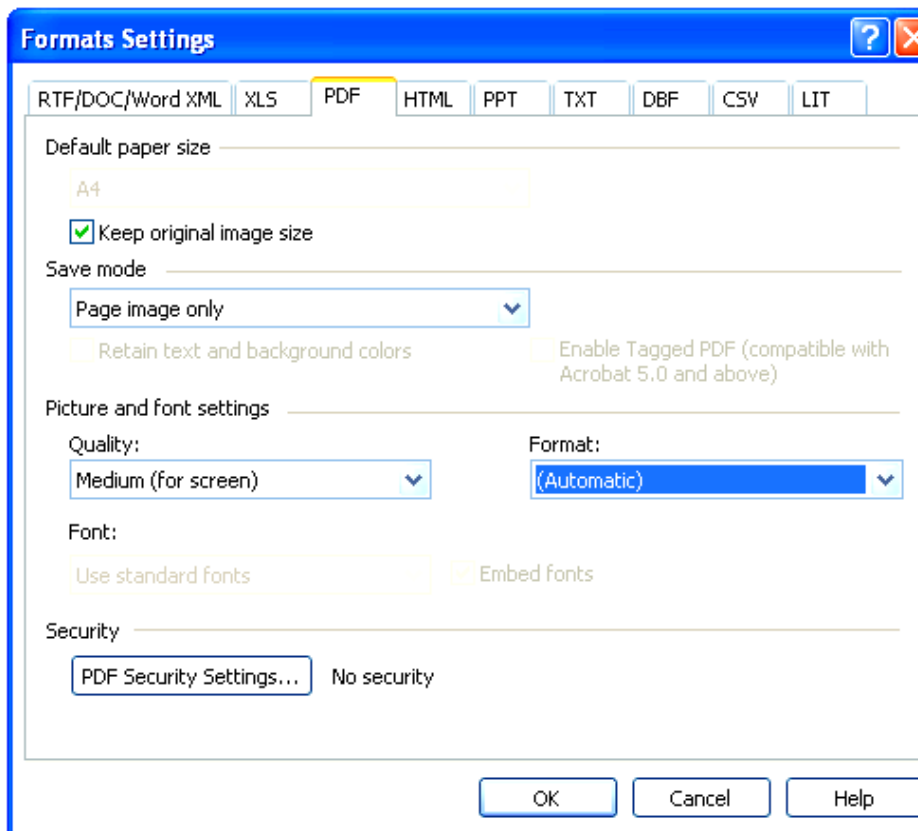 Formats Settings
RTF/DOC/Word XML XLS PDF HTML PPT TXT DBF CSV LIT
Default paper size
A4
Keep original image size
Save mode
Page image only
Retain text and background colors
Enable Tagged PDF (compatible with
Acrobat 5.0 and above)
Picture and font settings
Quality: Format:
Medium (for screen) (Automatic)
Font:
Use standard fonts Embed fonts
Security
PDF Security Settings... No security
OK Cancel Help